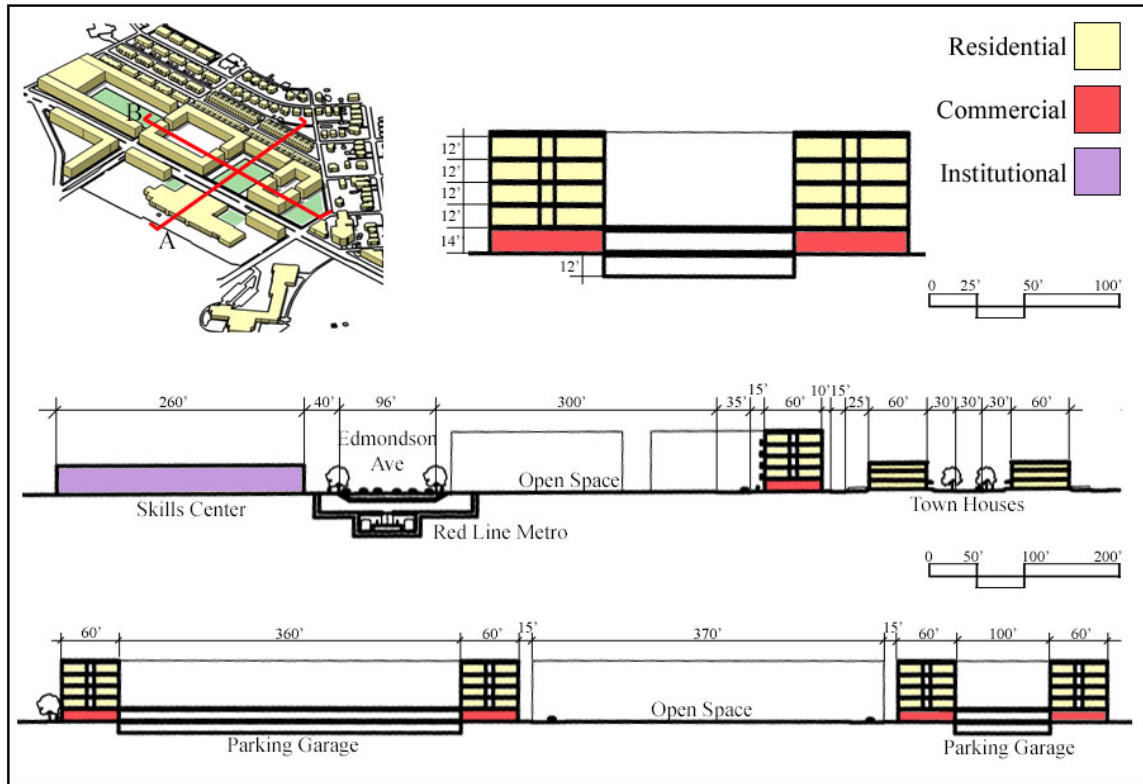 Residential
Commercial
Institutional
B
A
12'
12'
12'
12'
14'
12'
0 25' 50' 100'
260' 40' 96' 300' 35' 15' 60' 10' 15' 25' 60' 30' 30' 30' 60'
Edmondson
Ave
Open Space
Skills Center
Red Line Metro
Town Houses
0 50' 100' 200'
60' 360' 60' 15' 370' 15' 60' 100' 60'
Open Space
Parking Garage
Parking Garage